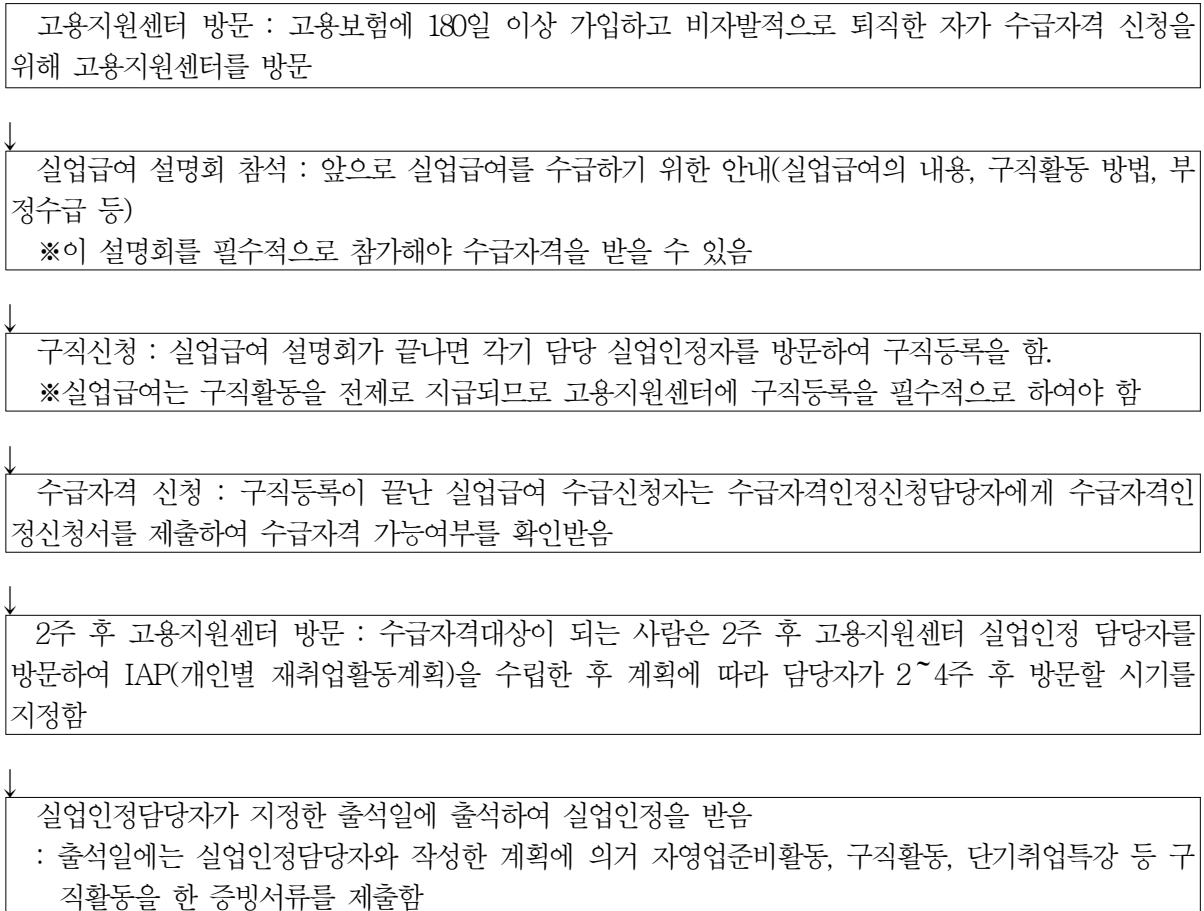 고용지원센터 방문 : 고용보험에 180일 이상 가입하고 비자발적으로 퇴직한 자가 수급자격 신청을
위해 고용지원센터를 방문
↓
실업급여 설명회 참석 : 앞으로 실업급여를 수급하기 위한 안내(실업급여의 내용, 구직활동 방법, 부
정수급 등)
※이 설명회를 필수적으로 참가해야 수급자격을 받을 수 있음
↓
구직신청 : 실업급여 설명회가 끝나면 각기 담당 실업인정자를 방문하여 구직등록을 함.
※실업급여는 구직활동을 전제로 지급되므로 고용지원센터에 구직등록을 필수적으로 하여야 함
↓
수급자격 신청 : 구직등록이 끝난 실업급여 수급신청자는 수급자격인정신청담당자에게 수급자격인
정신청서를 제출하여 수급자격 가능여부를 확인받음
↓
2주 후 고용지원센터 방문 : 수급자격대상이 되는 사람은 2주 후 고용지원센터 실업인정 담당자를
방문하여 IAP(개인별 재취업활동계획)을 수립한 후 계획에 따라 담당자가 2~4주 후 방문할 시기를
지정함
↓
실업인정담당자가 지정한 출석일에 출석하여 실업인정을 받음
: 출석일에는 실업인정담당자와 작성한 계획에 의거 자영업준비활동, 구직활동, 단기취업특강 등 구
직활동을 한 증빙서류를 제출함